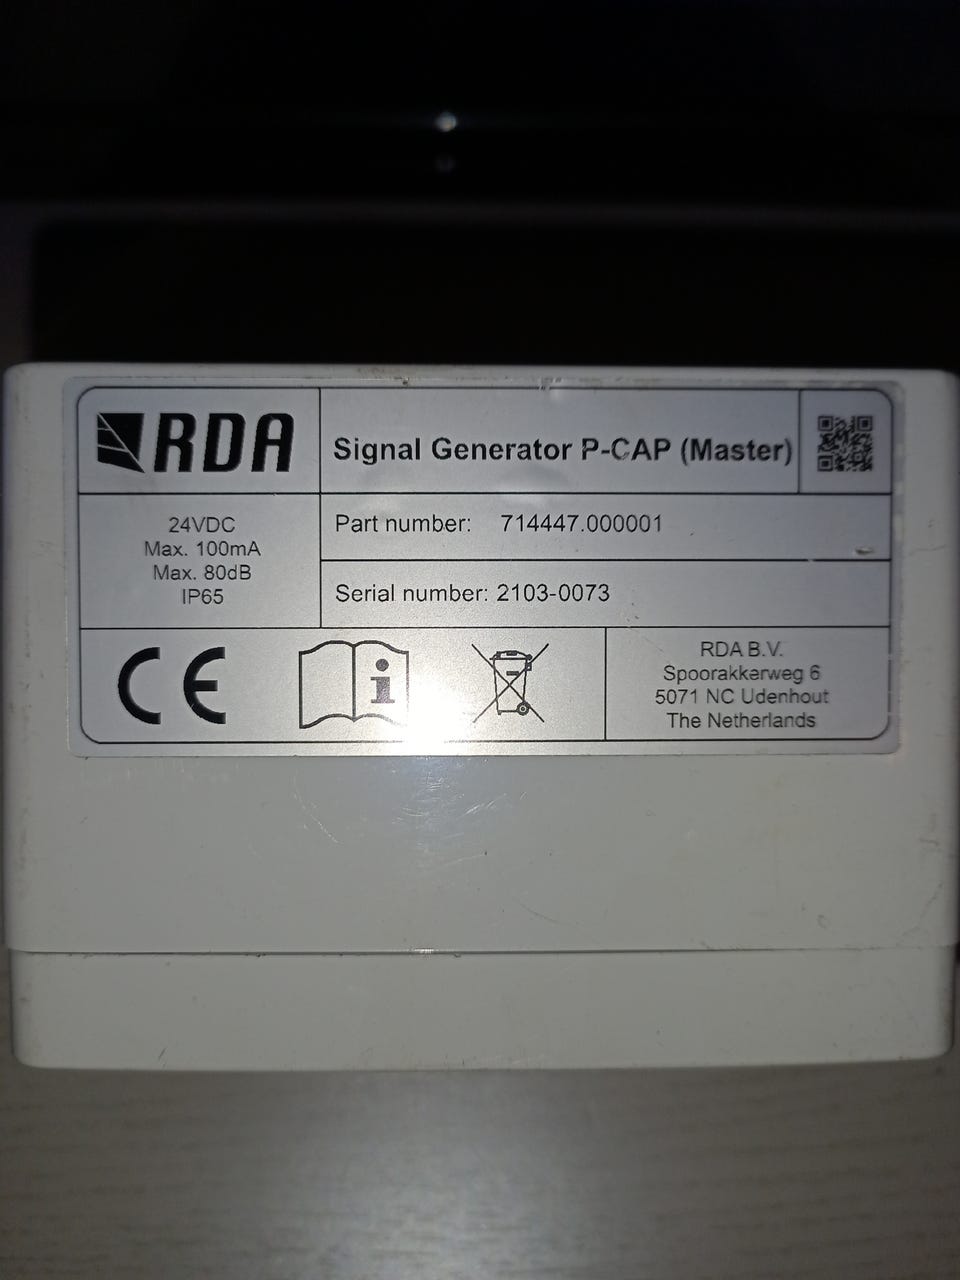 RDA
Signal Generator P-CAP (Master)
24VDC
Max. 100mA
Max. 80dB
IP65
Part number: 714447.000001
Serial number: 2103-0073
CE
i
RDA B.V.
Spoorakkerweg 6
5071 NC Udenhout
The Netherlands